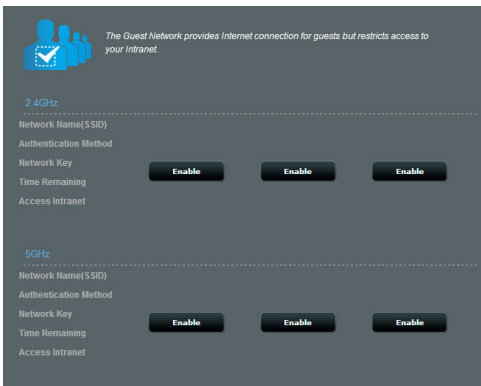 The Guest Network provides Internet connection for guests but restricts access to
your Intranet.
2.4GHz
Network Name(SSID)
Authentication Method
Network Key
Enable Enable Enable
Time Remaining
Access Intranet
5GHz
Network Name(SSID)
Authentication Method
Network Key
Enable Enable Enable
Time Remaining
Access Intranet